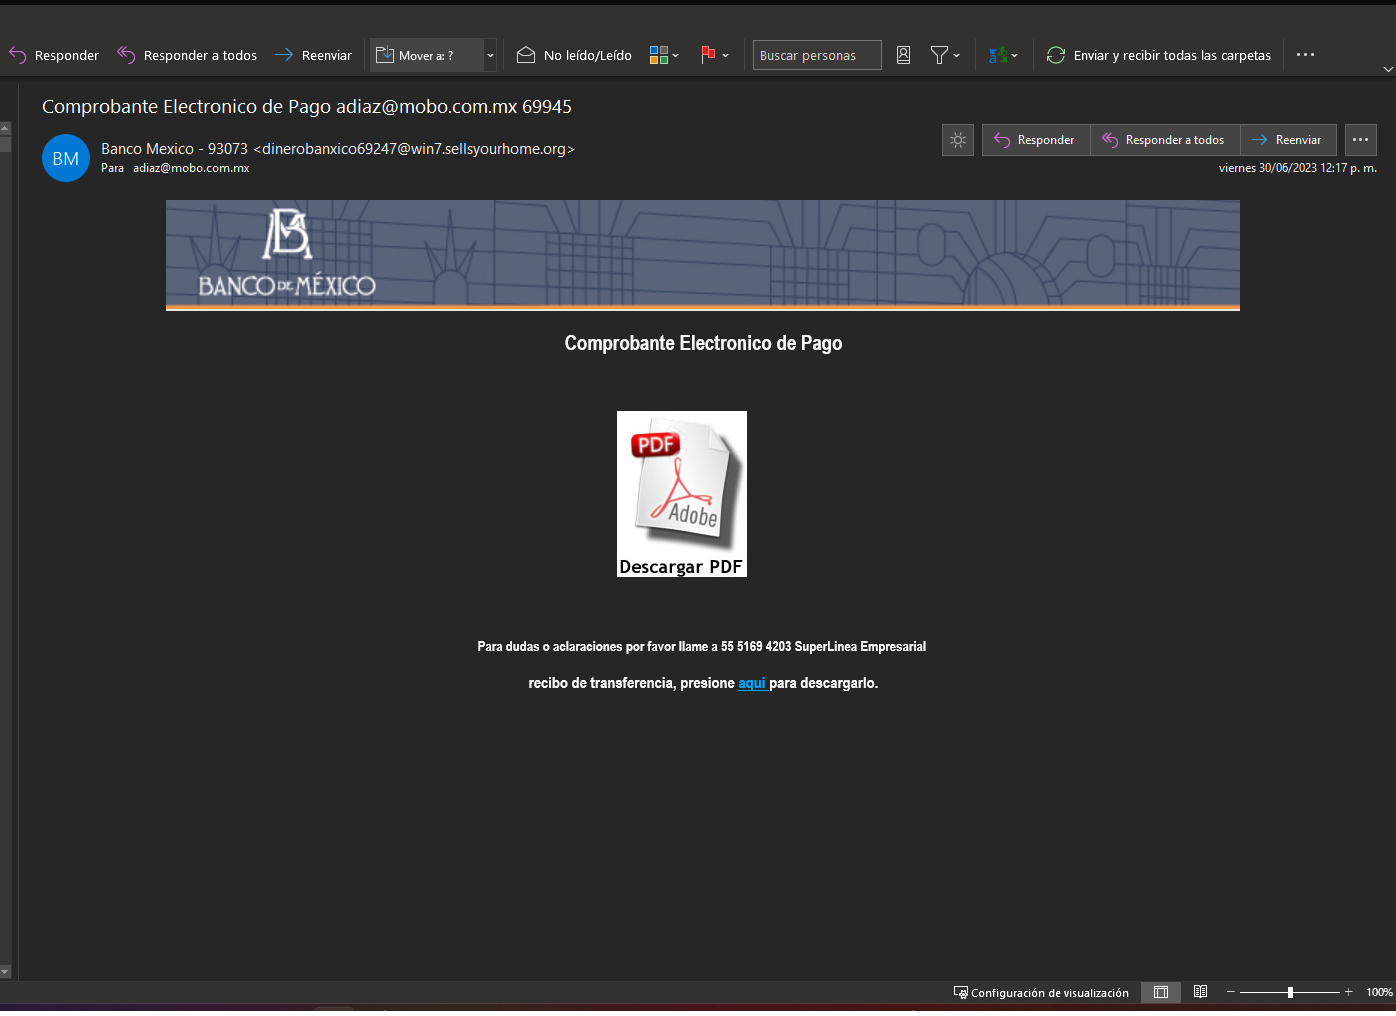 Responder
Responder a todos
Reenviar
Mover a: ?
No leído/Leído
Buscar personas
Enviar y recibir todas las carpetas
Comprobante Electronico de Pago adiaz@mobo.com.mx 69945
BM
Banco Mexico - 93073 <dinerobanxico69247@win7.sellsyourhome.org>
Para adiaz@mobo.com.mx
Responder
Responder a todos
Reenviar
viernes 30/06/2023 12:17 p. m.
BM
BANCO DE MÉXICO
Comprobante Electronico de Pago
PDF
Adobe
Descargar PDF
Para dudas o aclaraciones por favor llame a 55 5169 4203 SuperLinea Empresarial
recibo de transferencia, presione aqui para descargarlo.
Configuración de visualización
100%